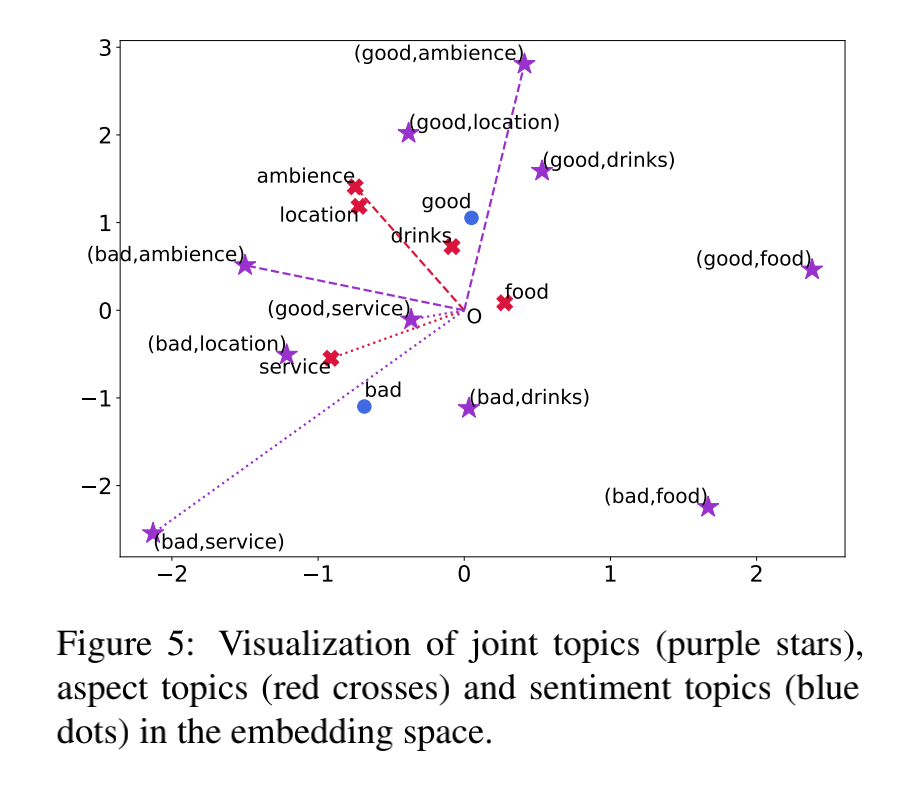 3
(good,ambience)
2
(good,location)
(good,drinks)
ambience
good
location
1
drinks
(bad,ambience)
(good,food)
food
0
(good,service)
O
(bad,location)
service
bad
−1
(bad,drinks)
−2
(bad,food)
(bad,service)
−2 −1 0 1 2
Figure 5: Visualization of joint topics (purple stars),
aspect topics (red crosses) and sentiment topics (blue
dots) in the embedding space.